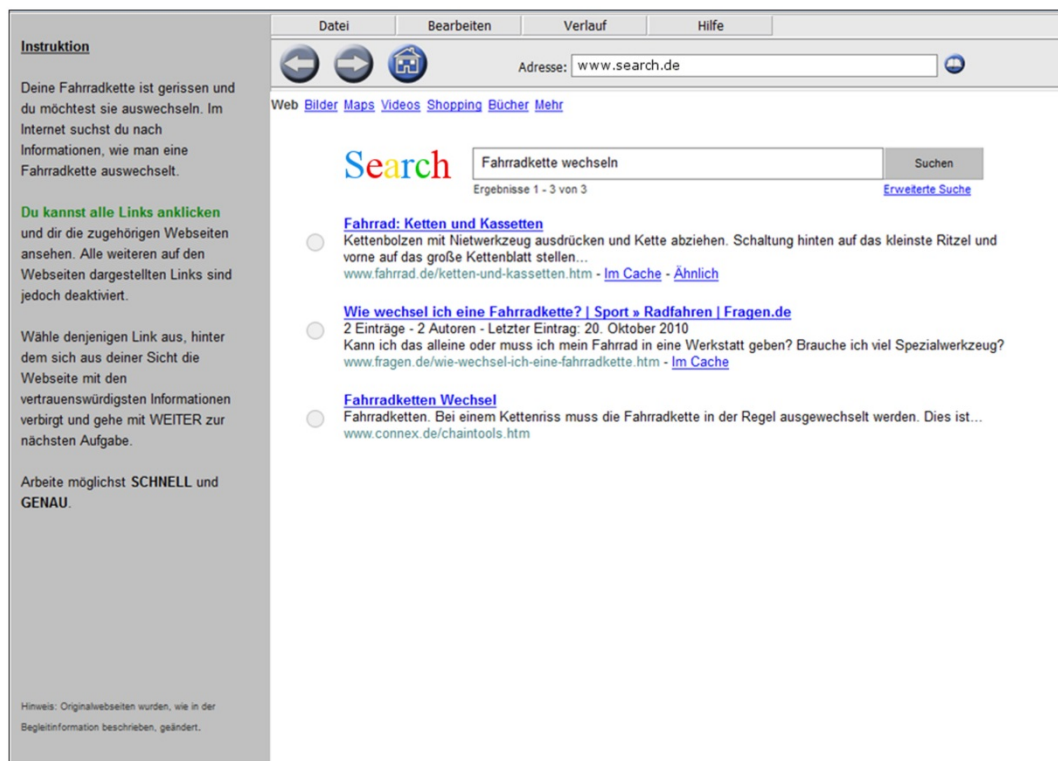 Instruktion
Deine Fahrradkette ist gerissen und
du möchtest sie auswechseln. Im
Internet suchst du nach
Informationen, wie man eine
Fahrradkette auswechselt.
Du kannst alle Links anklicken
und dir die zugehörigen Webseiten
ansehen. Alle weiteren auf den
Webseiten dargestellten Links sind
jedoch deaktiviert.
Wähle denjenigen Link aus, hinter
dem sich aus deiner Sicht die
Webseite mit den
vertrauenswürdigsten Informationen
verbirgt und gehe mit WEITER zur
nächsten Aufgabe.
Arbeite möglichst SCHNELL und
GENAU.
Hinweis: Originalwebseiten wurden, wie in der
Begleitinformation beschrieben, geändert.
Datei Bearbeiten Verlauf Hilfe
Adresse: www.search.de
Web Bilder Maps Videos Shopping Bücher Mehr
Search Fahrradkette wechseln Suchen
Ergebnisse 1 - 3 von 3 Erweiterte Suche
Fahrrad: Ketten und Kassetten
Kettenbolzen mit Nietwerkzeug ausdrücken und Kette abziehen. Schaltung hinten auf das kleinste Ritzel und
vorne auf das große Kettenblatt stellen...
www.fahrrad.de/ketten-und-kassetten.htm - Im Cache - Ähnlich
Wie wechsel ich eine Fahrradkette? | Sport » Radfahren | Fragen.de
2 Einträge - 2 Autoren - Letzter Eintrag: 20. Oktober 2010
Kann ich das alleine oder muss ich mein Fahrrad in eine Werkstatt geben? Brauche ich viel Spezialwerkzeug?
www.fragen.de/wie-wechsel-ich-eine-fahrradkette.htm - Im Cache
Fahrradketten Wechsel
Fahrradketten. Bei einem Kettenriss muss die Fahrradkette in der Regel ausgewechselt werden. Dies ist...
www.connex.de/chaintools.htm